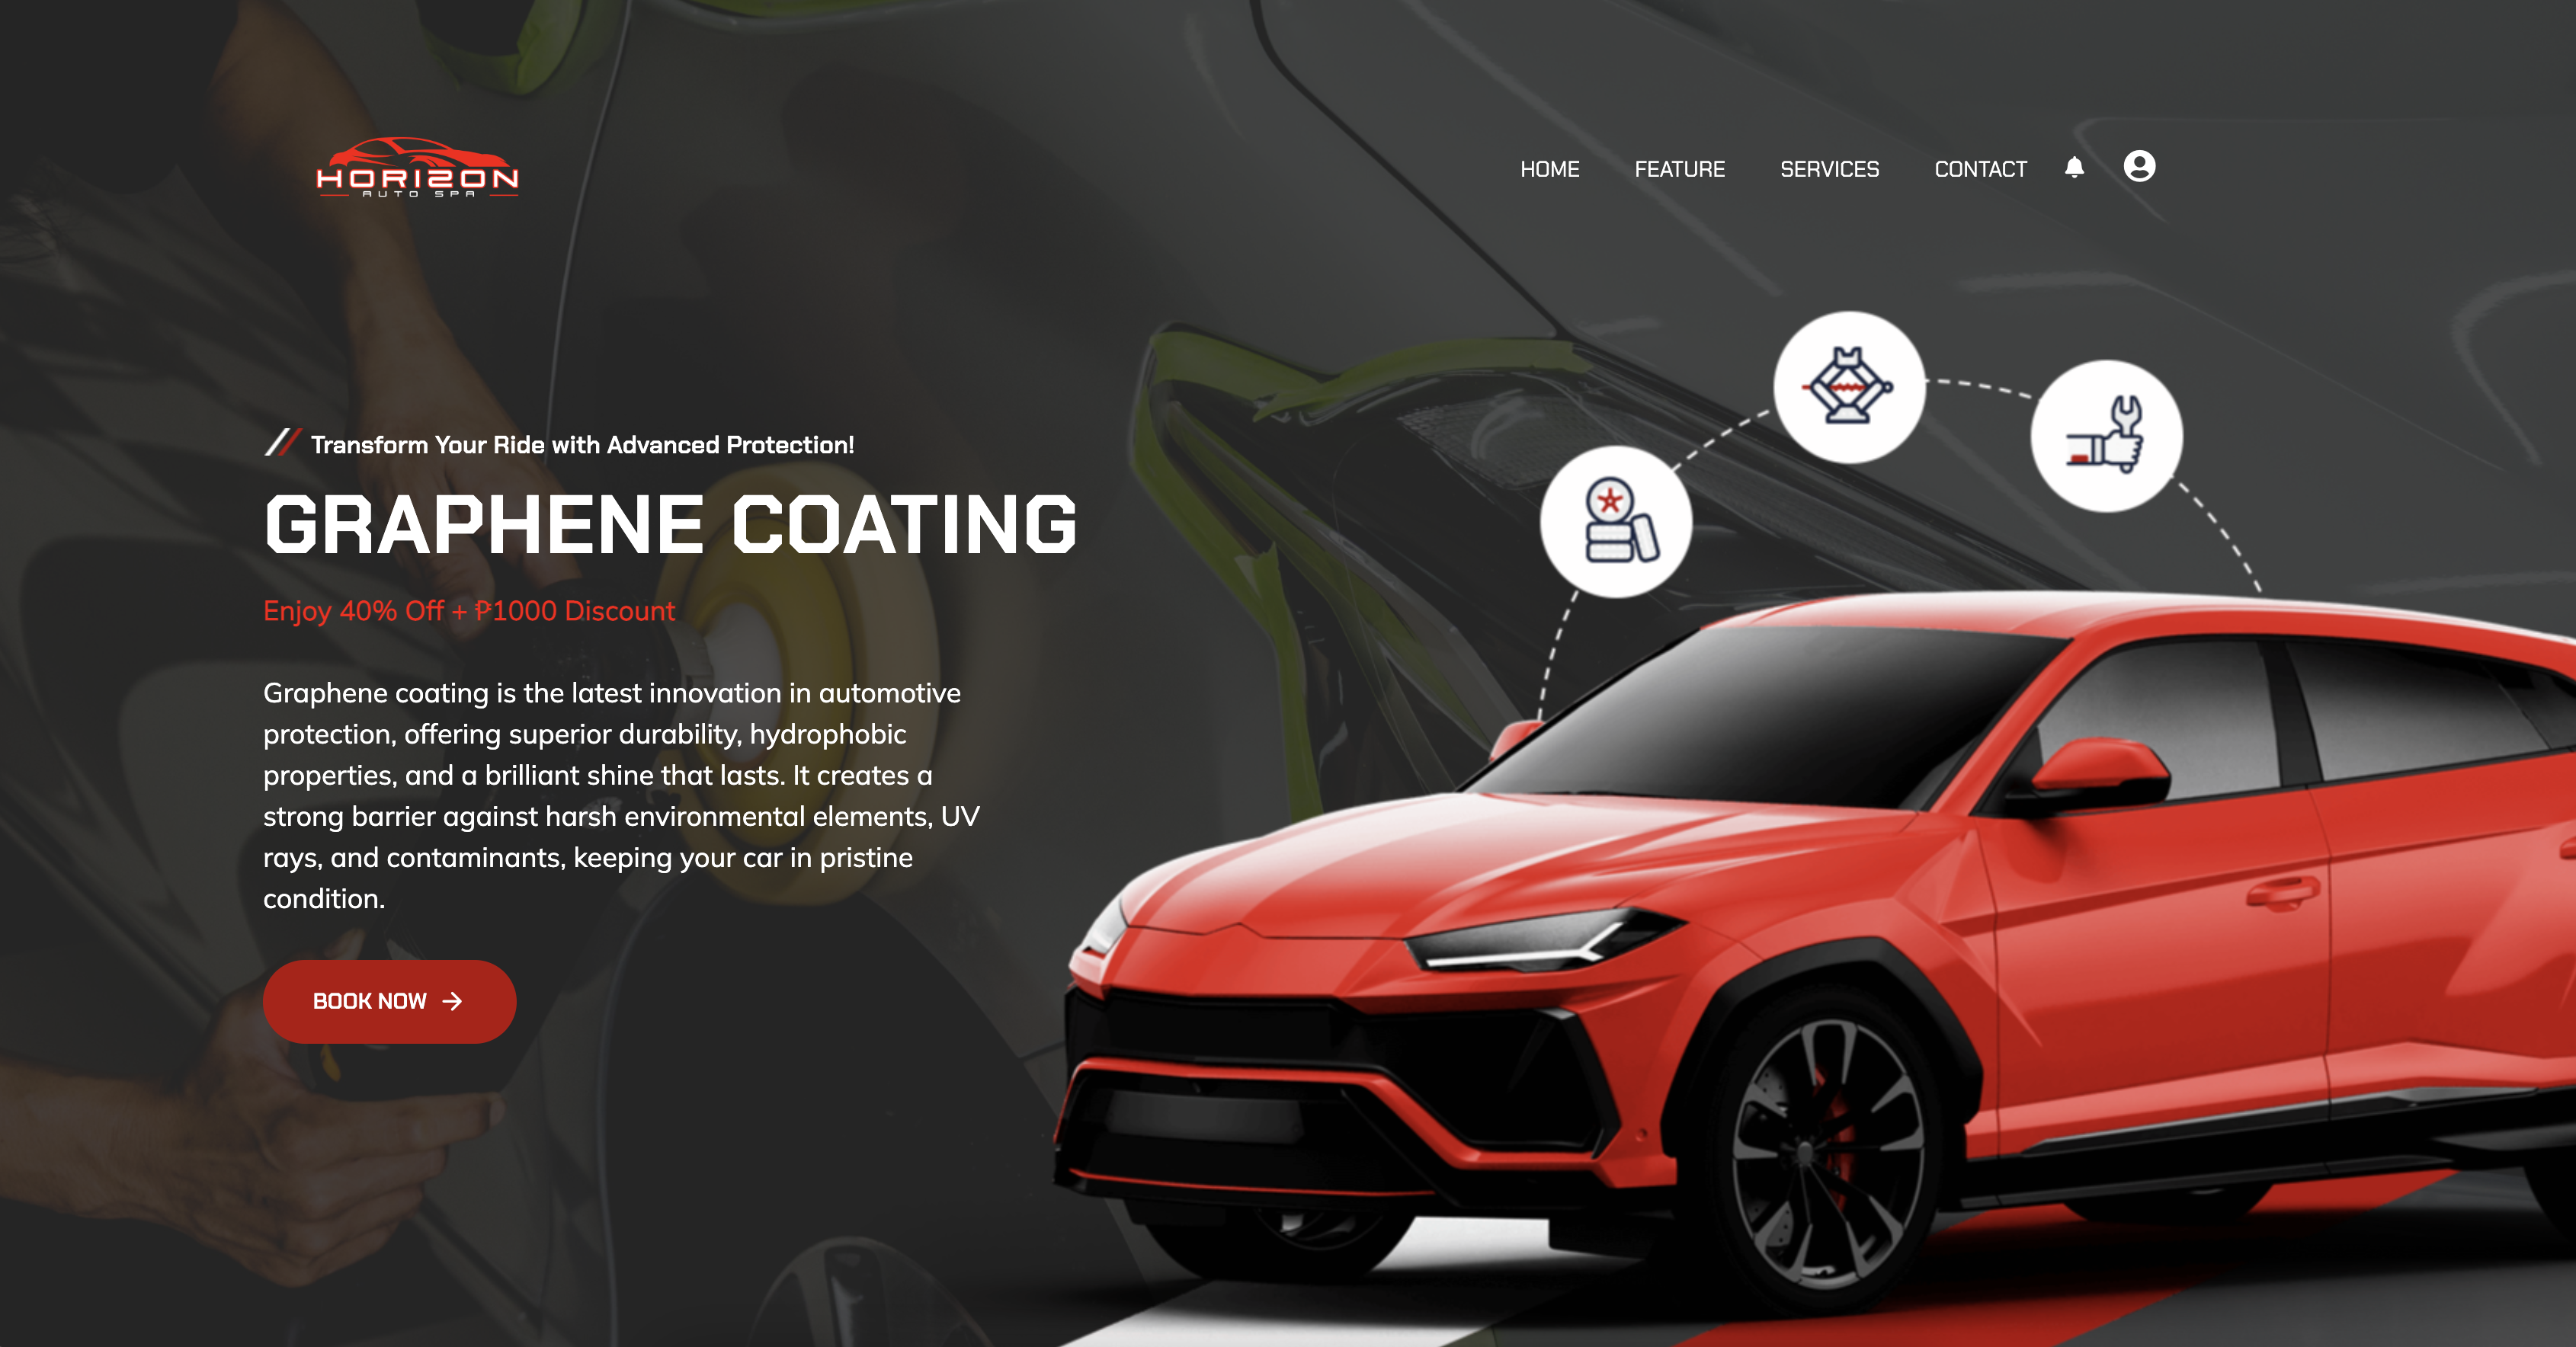 HORIZON
AUTO SPA
HOME FEATURE SERVICES CONTACT
Transform Your Ride with Advanced Protection!
GRAPHENE COATING
Enjoy 40% Off + ₱1000 Discount
Graphene coating is the latest innovation in automotive
protection, offering superior durability, hydrophobic
properties, and a brilliant shine that lasts. It creates a
strong barrier against harsh environmental elements, UV
rays, and contaminants, keeping your car in pristine
condition.
BOOK NOW →